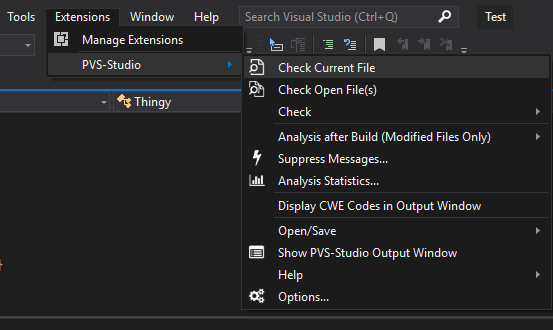 Tools Extensions Window Help Search Visual Studio (Ctrl+Q) Test
Manage Extensions
PVS-Studio
Check Current File
Thingy
Check Open File(s)
Check
Analysis after Build (Modified Files Only)
Suppress Messages...
Analysis Statistics...
Display CWE Codes in Output Window
Open/Save
Show PVS-Studio Output Window
Help
Options...